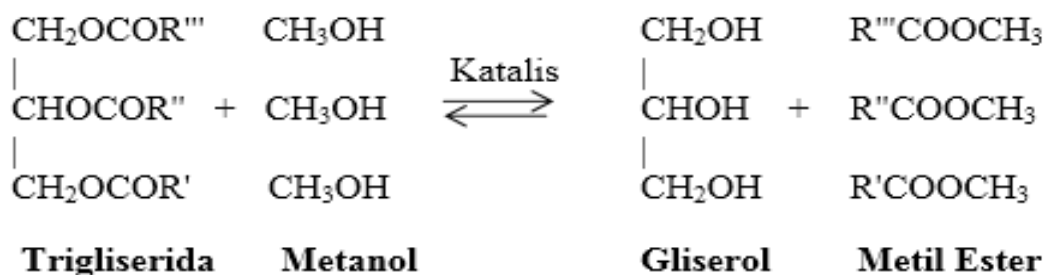 CH₂OCOR''' CH₃OH CH₂OH R'''COOCH₃
Katalis
CHOCOR'' + CH₃OH CHOH + R''COOCH₃
CH₂OCOR' CH₃OH CH₂OH R'COOCH₃
Trigliserida Metanol Gliserol Metil Ester